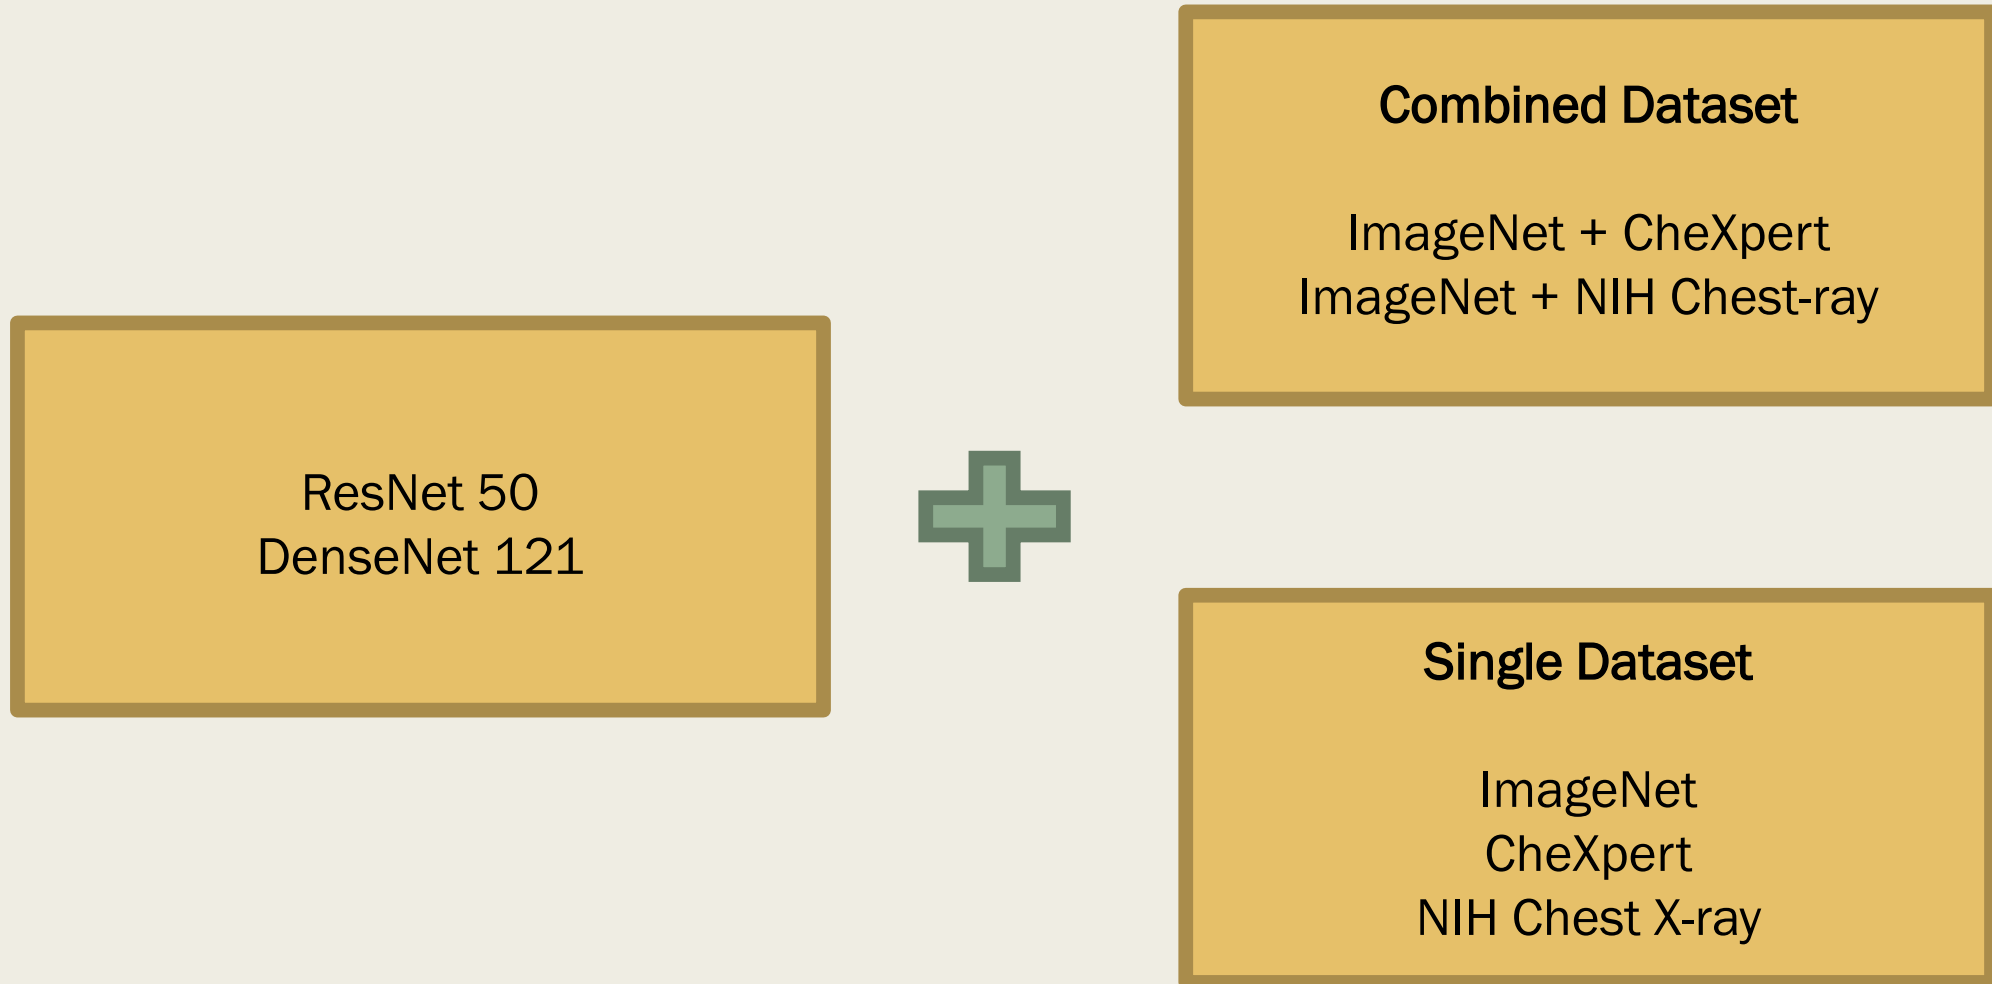 ResNet 50
DenseNet 121
Combined Dataset
ImageNet + CheXpert
ImageNet + NIH Chest-ray
Single Dataset
ImageNet
CheXpert
NIH Chest X-ray